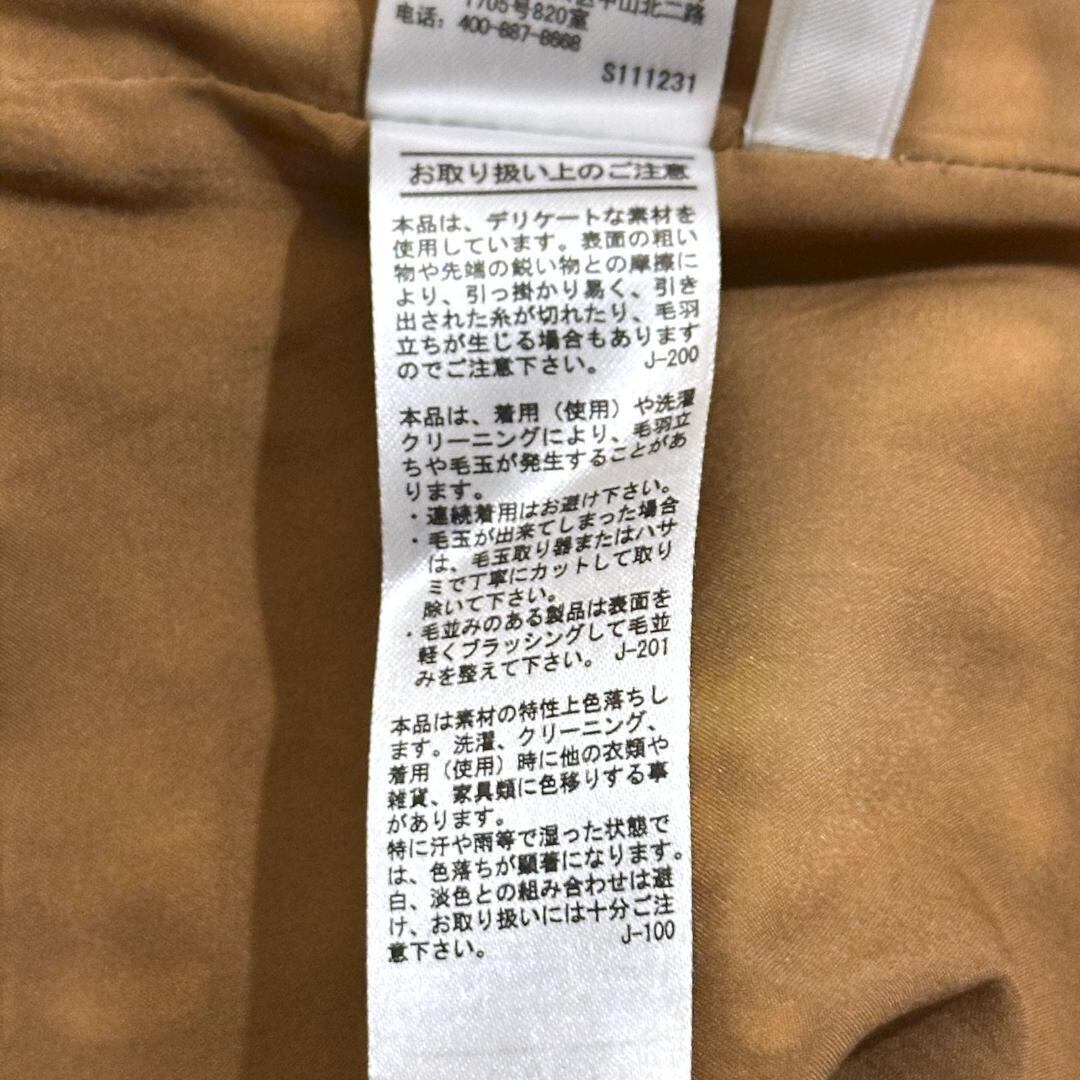 中山北二路
1705号820室
电话: 400-887-8668
S111231
お取り扱い上のご注意
本品は、デリケートな素材を
使用しています。表面の粗い
物や先端の鋭い物との摩擦に
より、引っ掛かり易く、引き
出された糸が切れたり、毛羽
立ちが生じる場合もあります
のでご注意下さい。 J-200
本品は、着用（使用）や洗濯
クリーニングにより、毛羽立
ちや毛玉が発生することがあ
ります。
・連続着用はお避け下さい。
・毛玉が出来てしまった場合
は、毛玉取り器またはハサ
ミで丁寧にカットして取り
除いて下さい。
・毛並みのある製品は表面を
軽くブラッシングして毛並
みを整えて下さい。 J-201
本品は素材の特性上色落ちし
ます。洗濯、クリーニング、
着用（使用）時に他の衣類や
雑貨、家具類に色移りする事
があります。
特に汗や雨等で湿った状態で
は、色落ちが顕著になります。
白、淡色との組み合わせは避
け、お取り扱いには十分ご注
意下さい。 J-100